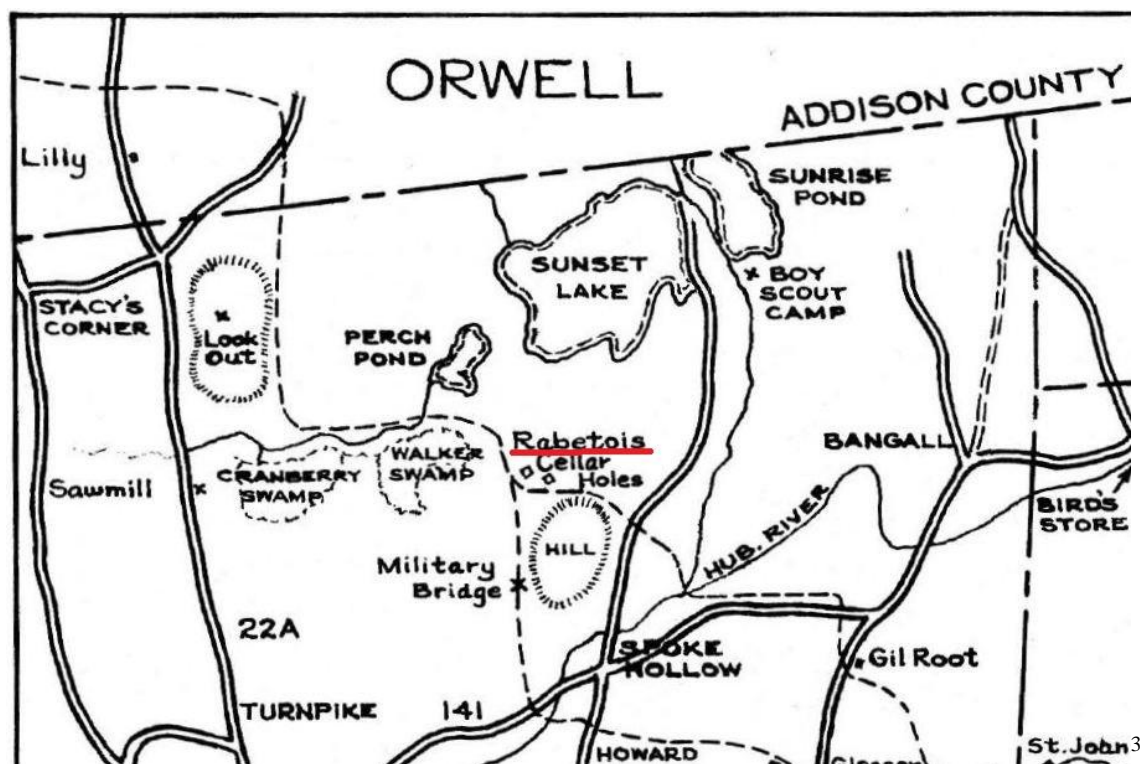 ORWELL
ADDISON COUNTY
Lilly
SUNRISE
POND
SUNSET
LAKE
BOY
SCOUT
CAMP
STACY'S
CORNER
Look
Out
PERCH
POND
Rabetois
Cellar
Holes
WALKER
SWAMP
CRANBERRY
SWAMP
Sawmill
BANGALL
BIRD'S
STORE
HUB. RIVER
HILL
Military
Bridge
22A
SPOKE
HOLLOW
Gil Root
TURNPIKE
141
HOWARD
St. John
3